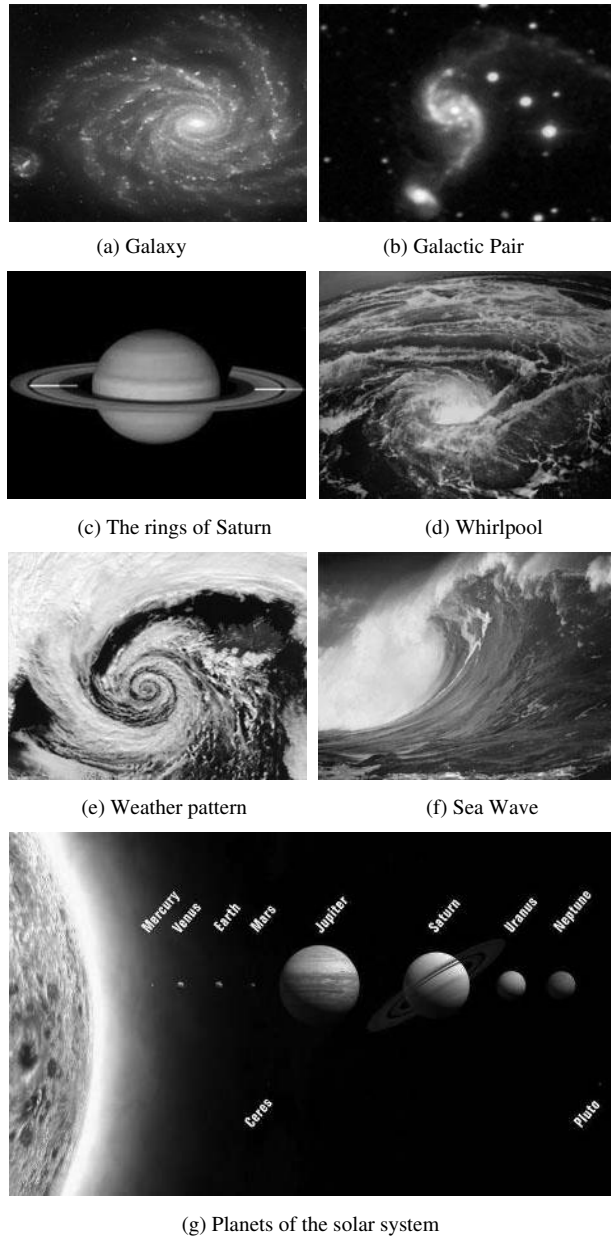 (a) Galaxy
(b) Galactic Pair
(c) The rings of Saturn
(d) Whirlpool
(e) Weather pattern
(f) Sea Wave
Mercury
Venus
Earth
Mars
Jupiter
Saturn
Uranus
Neptune
Ceres
Pluto
(g) Planets of the solar system